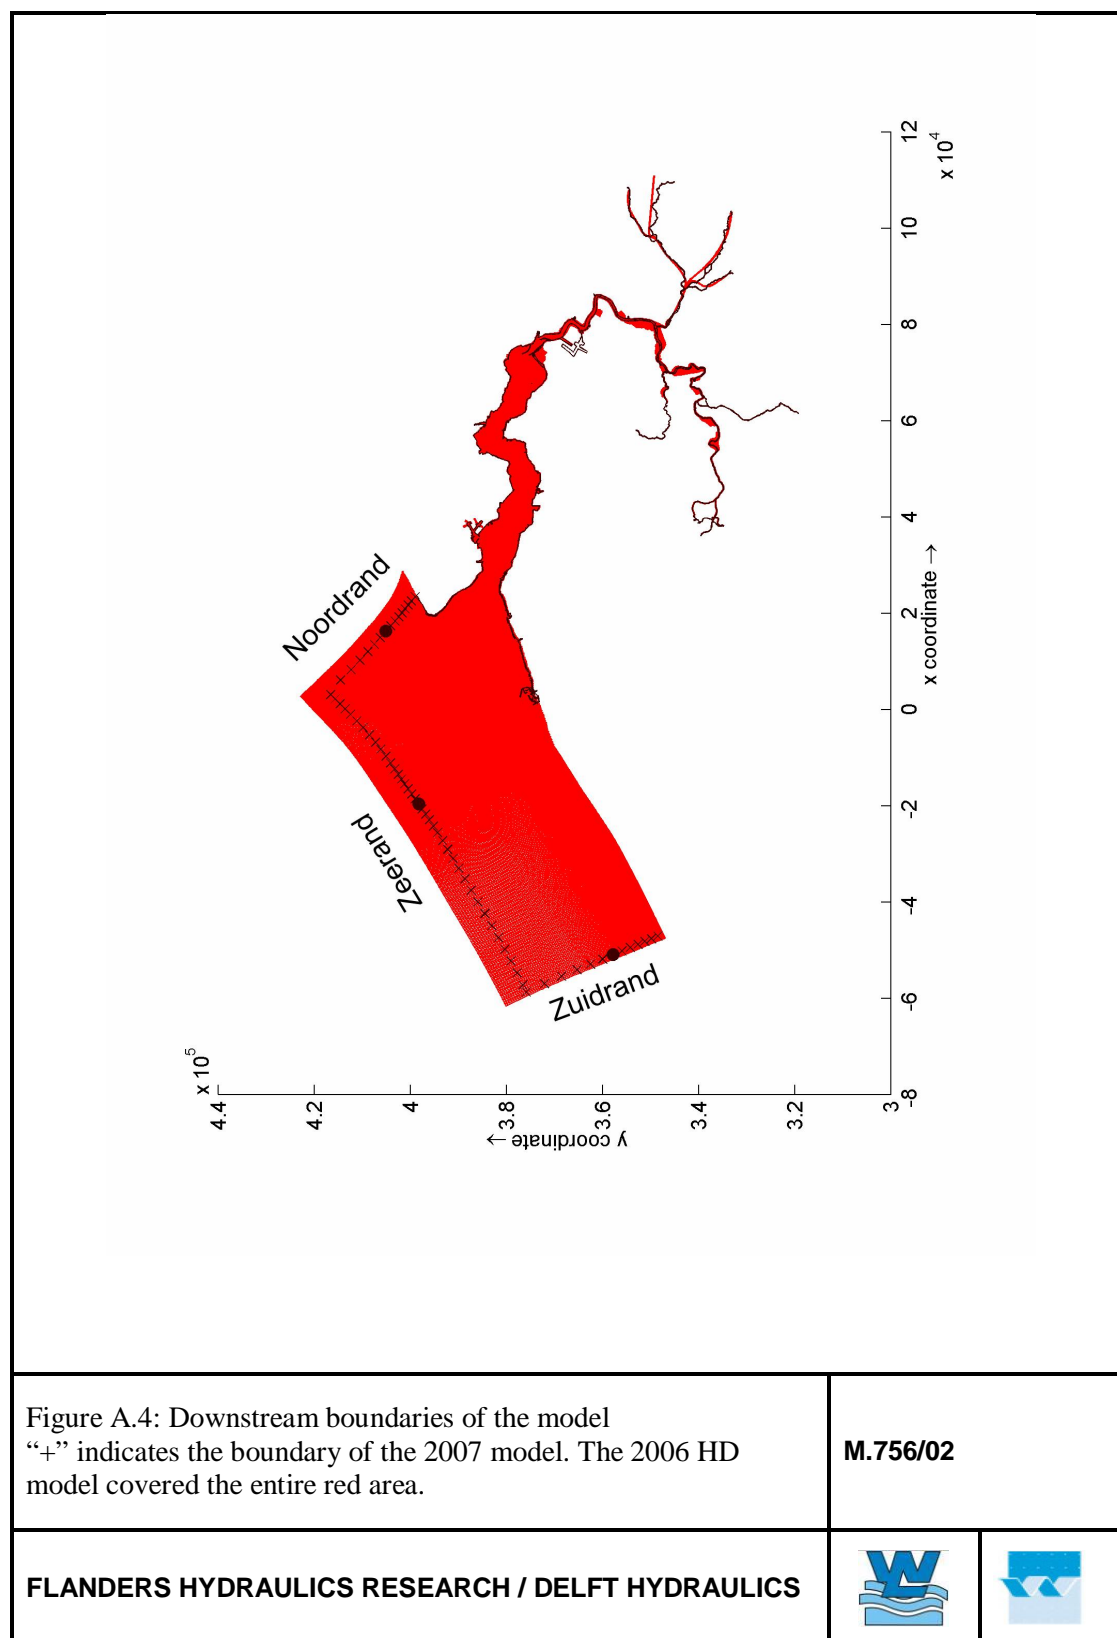 12
10
8
6
4
2
0
-2
-4
-6
-8
x 10^4
x coordinate →
Noordrand
Zeerand
Zuidrand
x 10^5
4.4
4.2
4
3.8
3.6
3.4
3.2
3
y coordinate →
Figure A.4: Downstream boundaries of the model
“+” indicates the boundary of the 2007 model. The 2006 HD
model covered the entire red area.
M.756/02
FLANDERS HYDRAULICS RESEARCH / DELFT HYDRAULICS
WL